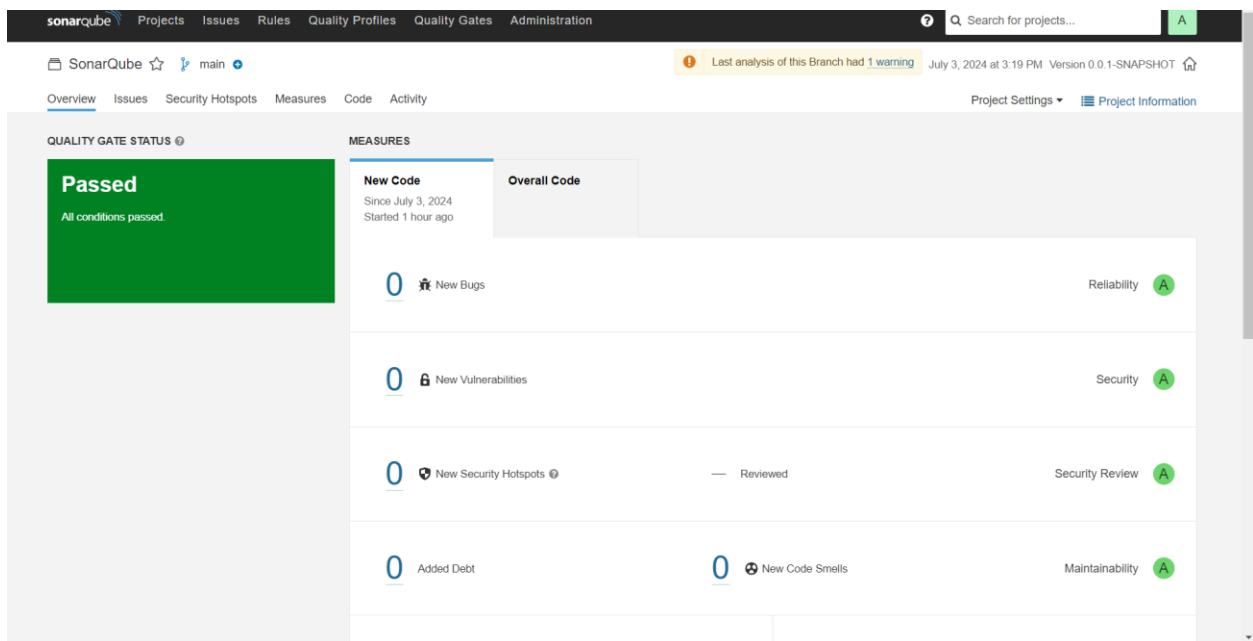 sonarqube Projects Issues Rules Quality Profiles Quality Gates Administration ? Search for projects... A
SonarQube main Last analysis of this Branch had 1 warning July 3, 2024 at 3:19 PM Version 0.0.1-SNAPSHOT
Overview Issues Security Hotspots Measures Code Activity Project Settings Project Information
QUALITY GATE STATUS ? MEASURES
Passed
All conditions passed.
New Code Overall Code
Since July 3, 2024
Started 1 hour ago
0 New Bugs Reliability A
0 New Vulnerabilities Security A
0 New Security Hotspots ? — Reviewed Security Review A
0 Added Debt 0 New Code Smells Maintainability A